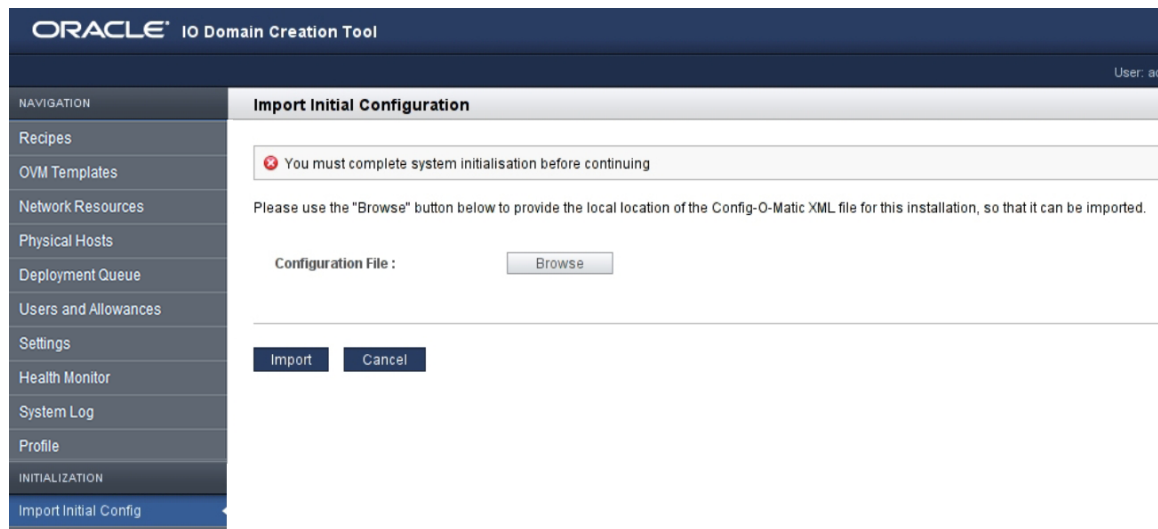 ORACLE IO Domain Creation Tool
User: ad
NAVIGATION
Import Initial Configuration
Recipes
OVM Templates
Network Resources
Physical Hosts
Deployment Queue
Users and Allowances
Settings
Health Monitor
System Log
Profile
INITIALIZATION
Import Initial Config
You must complete system initialisation before continuing
Please use the "Browse" button below to provide the local location of the Config-O-Matic XML file for this installation, so that it can be imported.
Configuration File : Browse
Import Cancel